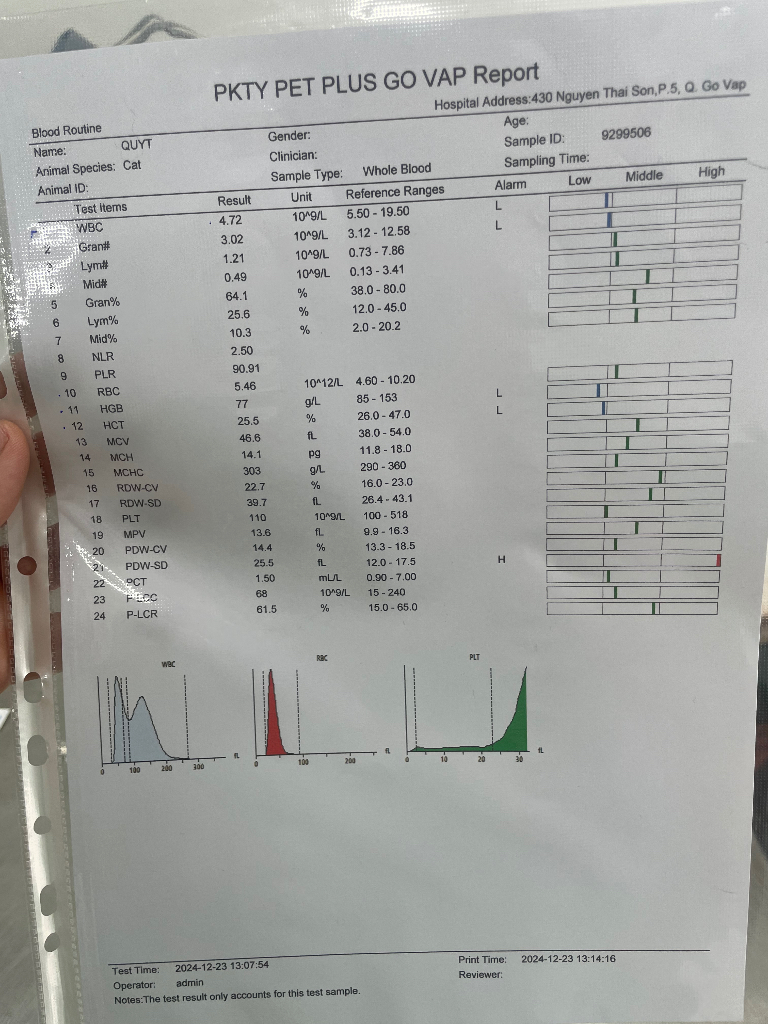 PKTY PET PLUS GO VAP Report
Hospital Address:430 Nguyen Thai Son,P.5, Q. Go Vap
Blood Routine
Name: QUYT Gender: Age:
Animal Species: Cat Clinician: Sample ID: 9299506
Animal ID: Sample Type: Whole Blood Sampling Time:
Test Items Result Unit Reference Ranges Alarm Low Middle High
WBC 4.72 10^9/L 5.50 - 19.50 L
2 Gran# 3.02 10^9/L 3.12 - 12.58 L
3 Lym# 1.21 10^9/L 0.73 - 7.86
Mid# 0.49 10^9/L 0.13 - 3.41
5 Gran% 64.1 % 38.0 - 80.0
6 Lym% 25.6 % 12.0 - 45.0
7 Mid% 10.3 % 2.0 - 20.2
8 NLR 2.50
9 PLR 90.91
10 RBC 5.46 10^12/L 4.60 - 10.20
11 HGB 77 g/L 85 - 153 L
12 HCT 25.5 % 26.0 - 47.0 L
13 MCV 46.6 fL 38.0 - 54.0
14 MCH 14.1 pg 11.8 - 18.0
15 MCHC 303 g/L 290 - 360
16 RDW-CV 22.7 % 16.0 - 23.0
17 RDW-SD 39.7 fL 26.4 - 43.1
18 PLT 110 10^9/L 100 - 518
19 MPV 13.6 fL 9.9 - 16.3
20 PDW-CV 14.4 % 13.3 - 18.5
21 PDW-SD 25.5 fL 12.0 - 17.5 H
22 PCT 1.50 mL/L 0.90 - 7.00
23 P-LCC 68 10^9/L 15 - 240
24 P-LCR 61.5 % 15.0 - 65.0
WBC RBC PLT
0 100 200 300 fL 0 100 200 fL 0 10 20 30 fL
Test Time: 2024-12-23 13:07:54 Print Time: 2024-12-23 13:14:16
Operator: admin Reviewer:
Notes:The test result only accounts for this test sample.